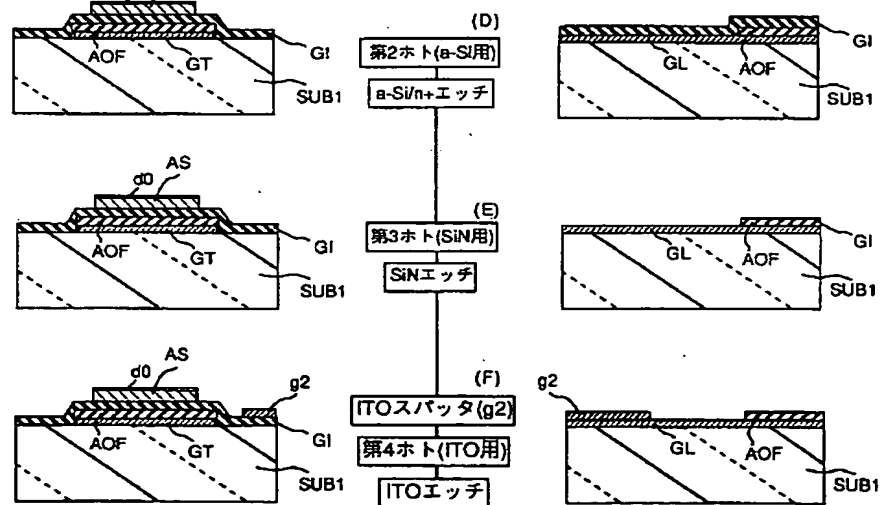 (D)
第2ホト(a-Si用)
a-Si/n+エッチ
AOF
GT
GI
SUB1
GL
AOF
GI
SUB1
(E)
d0
AS
第3ホト(SiN用)
SiNエッチ
AOF
GT
GI
SUB1
GL
AOF
GI
SUB1
(F)
d0
AS
g2
ITOスパッタ(g2)
第4ホト(ITO用)
ITOエッチ
AOF
GT
GI
SUB1
g2
GL
AOF
SUB1